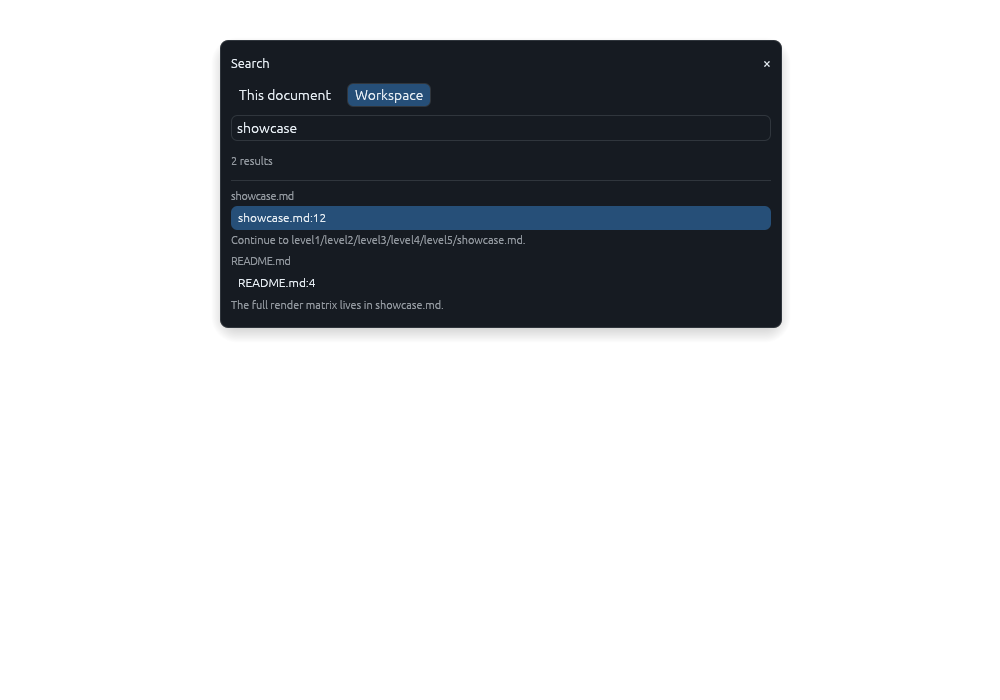 Search ×
This document Workspace
showcase
2 results
showcase.md
showcase.md:12
Continue to level1/level2/level3/level4/level5/showcase.md.
README.md
README.md:4
The full render matrix lives in showcase.md.